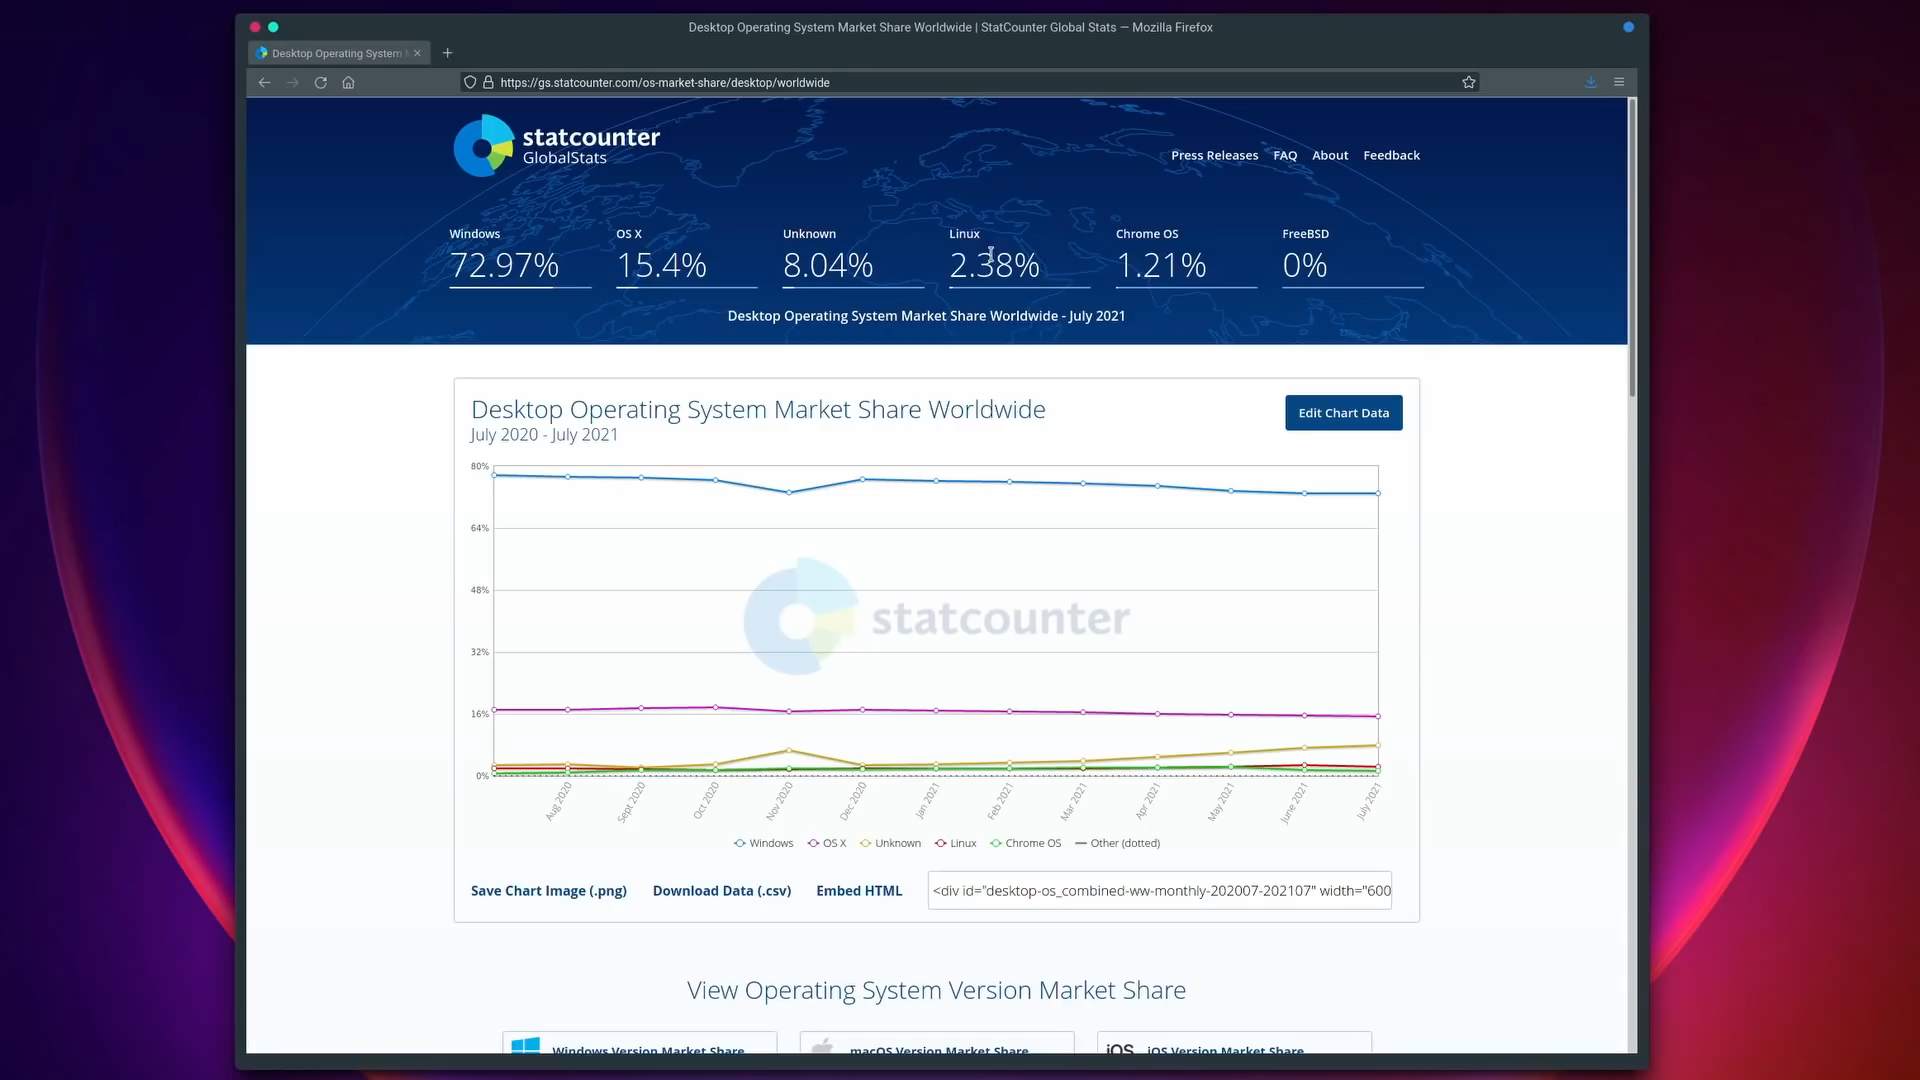 Desktop Operating System Market Share Worldwide | StatCounter Global Stats — Mozilla Firefox
Desktop Operating System
https://gs.statcounter.com/os-market-share/desktop/worldwide
statcounter
GlobalStats
Press Releases FAQ About Feedback
Windows OS X Unknown Linux Chrome OS FreeBSD
72.97% 15.4% 8.04% 2.38% 1.21% 0%
Desktop Operating System Market Share Worldwide - July 2021
Desktop Operating System Market Share Worldwide
Edit Chart Data
July 2020 - July 2021
80%
64%
48%
statcounter
32%
16%
0%
Aug 2020 Sept 2020 Oct 2020 Nov 2020 Dec 2020 Jan 2021 Feb 2021 Mar 2021 Apr 2021 May 2021 June 2021 July 2021
Windows OS X Unknown Linux Chrome OS Other (dotted)
Save Chart Image (.png) Download Data (.csv) Embed HTML <div id="desktop-os_combined-ww-monthly-202007-202107" width="600
View Operating System Version Market Share
Windows Version Market Share macOS Version Market Share iOS iOS Version Market Share